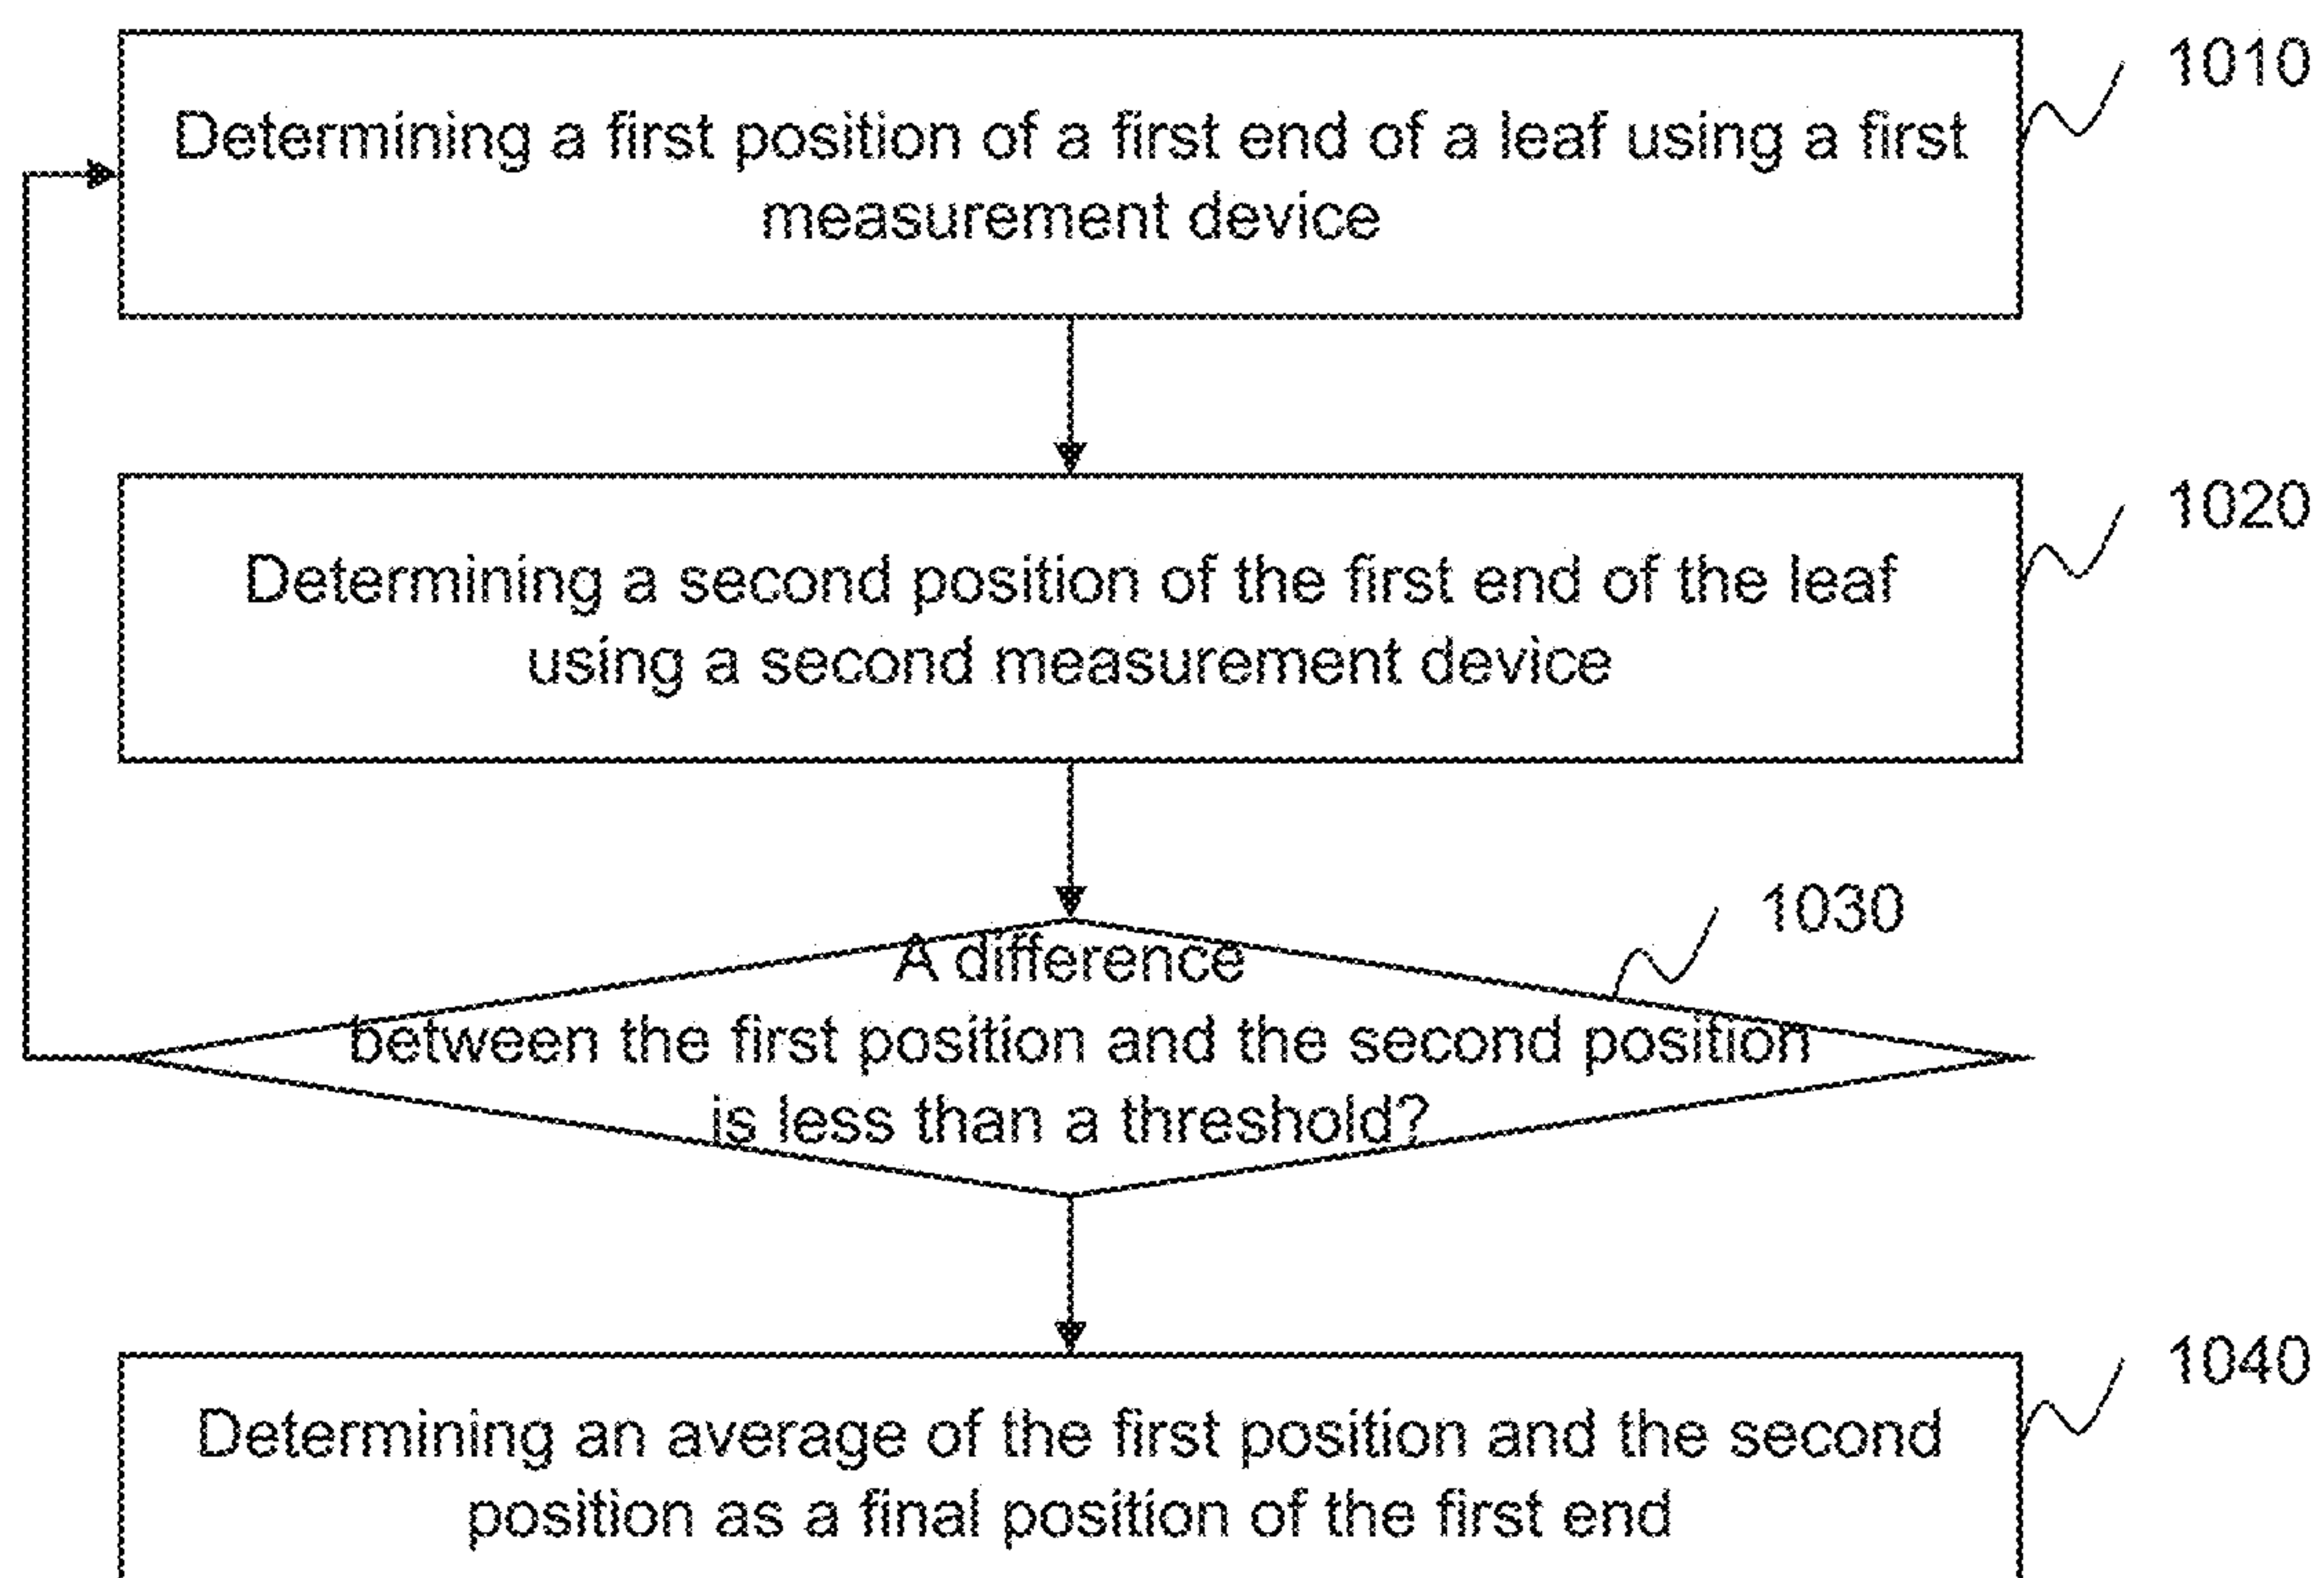 1010
Determining a first position of a first end of a leaf using a first
measurement device
1020
Determining a second position of the first end of the leaf
using a second measurement device
1030
A difference
between the first position and the second position
is less than a threshold?
1040
Determining an average of the first position and the second
position as a final position of the first end